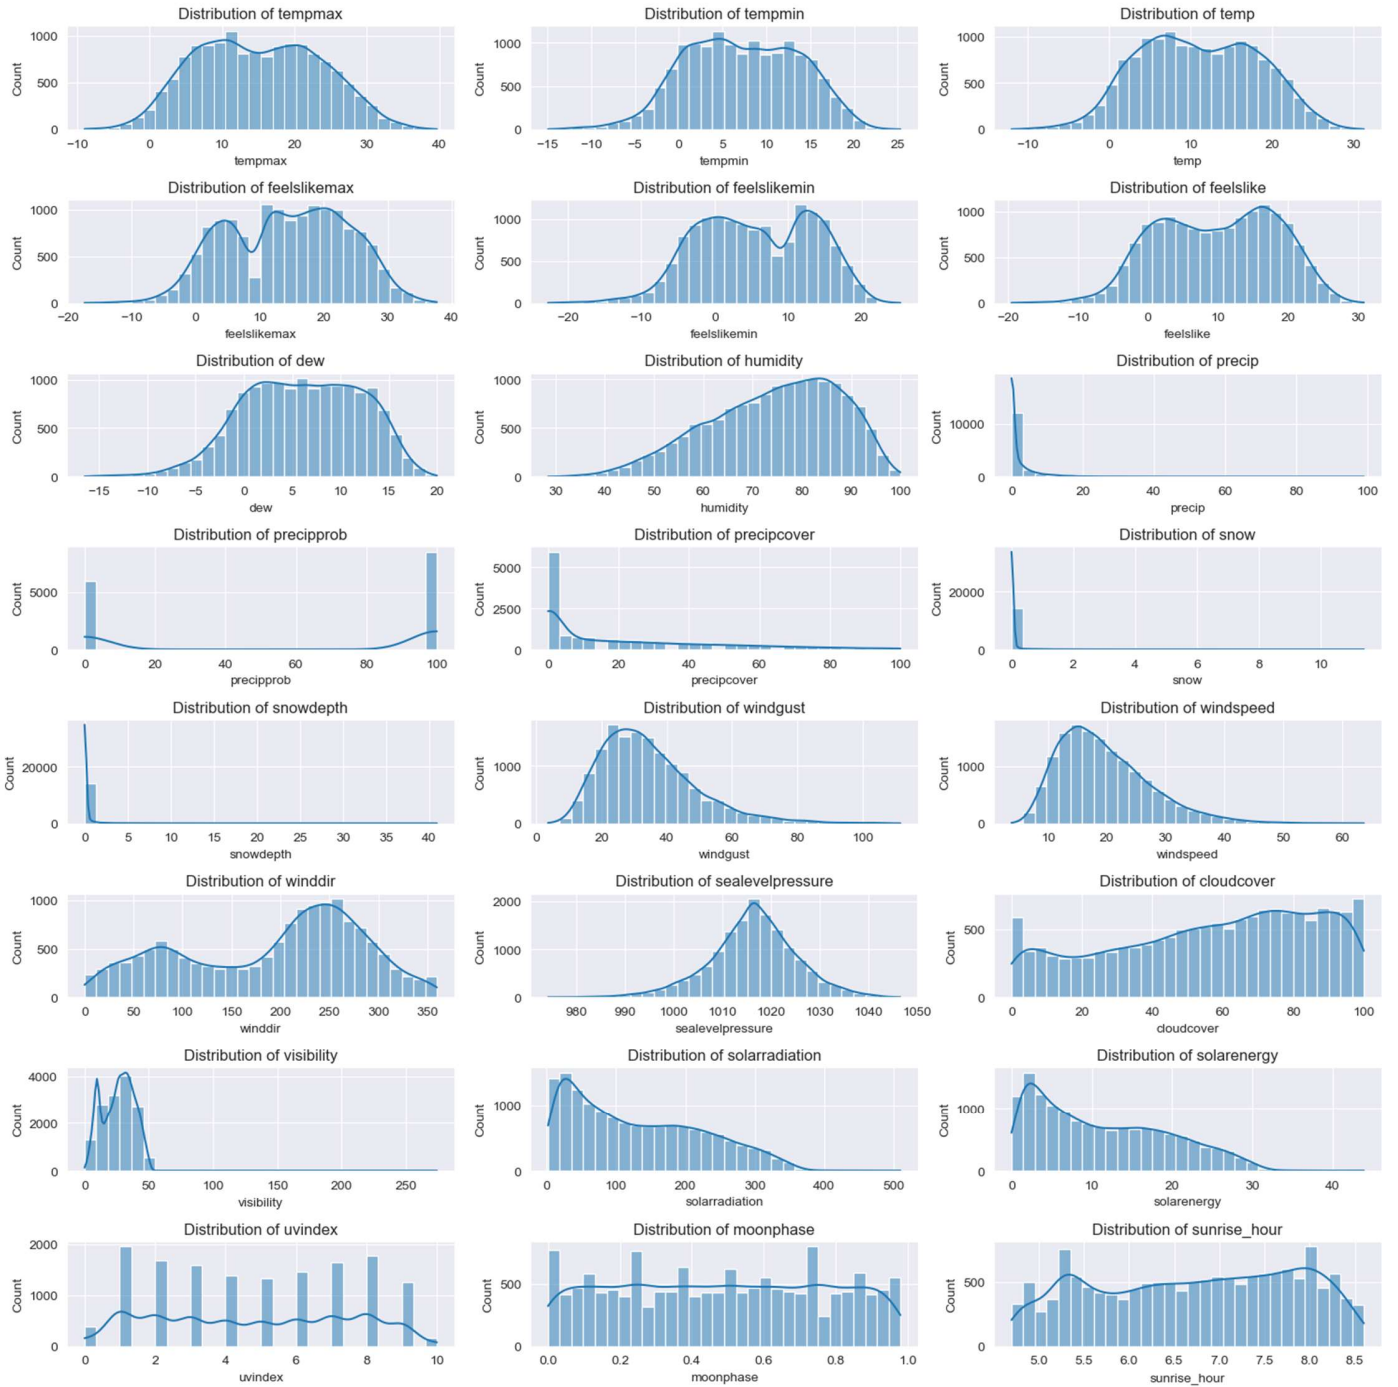 Distribution of tempmax
Count
1000
500
0
−10 0 10 20 30 40
tempmax
Distribution of tempmin
Count
1000
500
0
−15 −10 −5 0 5 10 15 20 25
tempmin
Distribution of temp
Count
1000
500
0
−10 0 10 20 30
temp
Distribution of feelslikemax
Count
1000
500
0
−20 −10 0 10 20 30 40
feelslikemax
Distribution of feelslikemin
Count
1000
500
0
−20 −10 0 10 20
feelslikemin
Distribution of feelslike
Count
1000
500
0
−20 −10 0 10 20 30
feelslike
Distribution of dew
Count
1000
500
0
−15 −10 −5 0 5 10 15 20
dew
Distribution of humidity
Count
1000
500
0
30 40 50 60 70 80 90 100
humidity
Distribution of precip
Count
10000
0
0 20 40 60 80 100
precip
Distribution of precipprob
Count
5000
0
0 20 40 60 80 100
precipprob
Distribution of precipcover
Count
5000
2500
0
0 20 40 60 80 100
precipcover
Distribution of snow
Count
20000
0
0 2 4 6 8 10
snow
Distribution of snowdepth
Count
20000
0
0 5 10 15 20 25 30 35 40
snowdepth
Distribution of windgust
Count
1000
0
0 20 40 60 80 100
windgust
Distribution of windspeed
Count
1000
0
10 20 30 40 50 60
windspeed
Distribution of winddir
Count
1000
500
0
0 50 100 150 200 250 300 350
winddir
Distribution of sealevelpressure
Count
2000
1000
0
980 990 1000 1010 1020 1030 1040 1050
sealevelpressure
Distribution of cloudcover
Count
500
0
0 20 40 60 80 100
cloudcover
Distribution of visibility
Count
4000
2000
0
0 50 100 150 200 250
visibility
Distribution of solarradiation
Count
1000
0
0 100 200 300 400 500
solarradiation
Distribution of solarenergy
Count
1000
0
0 10 20 30 40
solarenergy
Distribution of uvindex
Count
2000
1000
0
0 2 4 6 8 10
uvindex
Distribution of moonphase
Count
500
0
0.0 0.2 0.4 0.6 0.8 1.0
moonphase
Distribution of sunrise_hour
Count
500
0
5.0 5.5 6.0 6.5 7.0 7.5 8.0 8.5
sunrise_hour